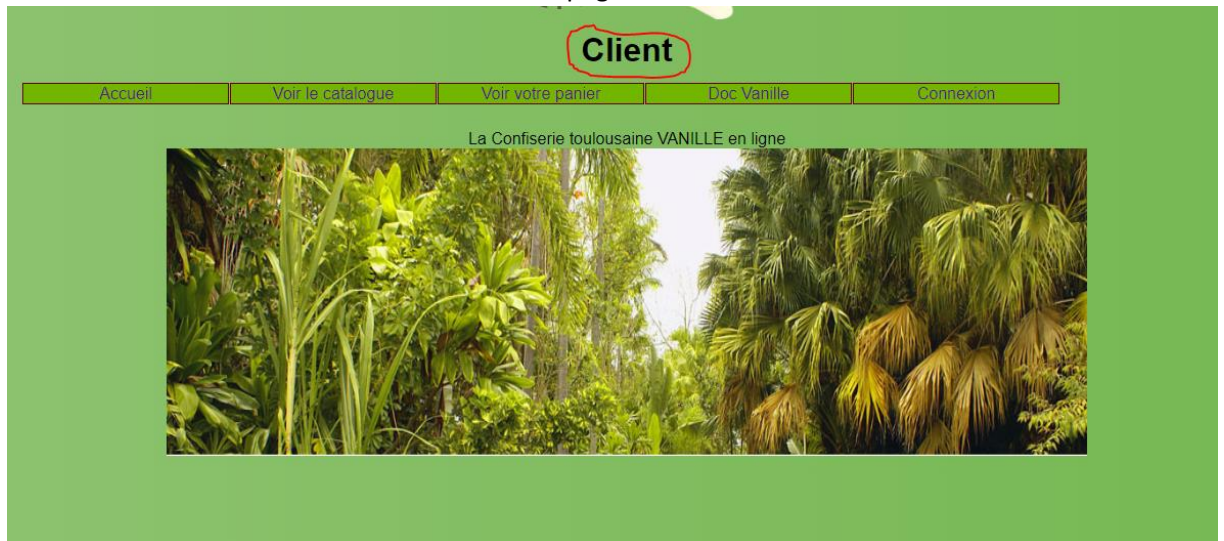 Client
Accueil Voir le catalogue Voir votre panier Doc Vanille Connexion
La Confiserie toulousaine VANILLE en ligne